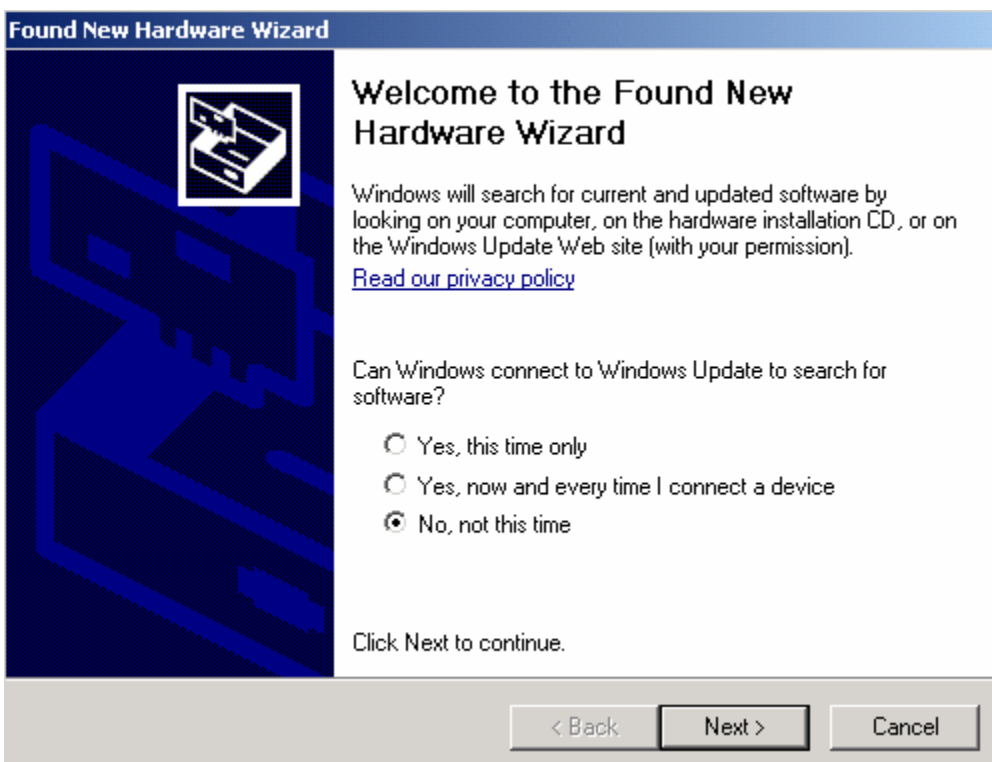 Found New Hardware Wizard
Welcome to the Found New
Hardware Wizard
Windows will search for current and updated software by
looking on your computer, on the hardware installation CD, or on
the Windows Update Web site (with your permission).
Read our privacy policy
Can Windows connect to Windows Update to search for
software?
Yes, this time only
Yes, now and every time I connect a device
No, not this time
Click Next to continue.
< Back
Next >
Cancel